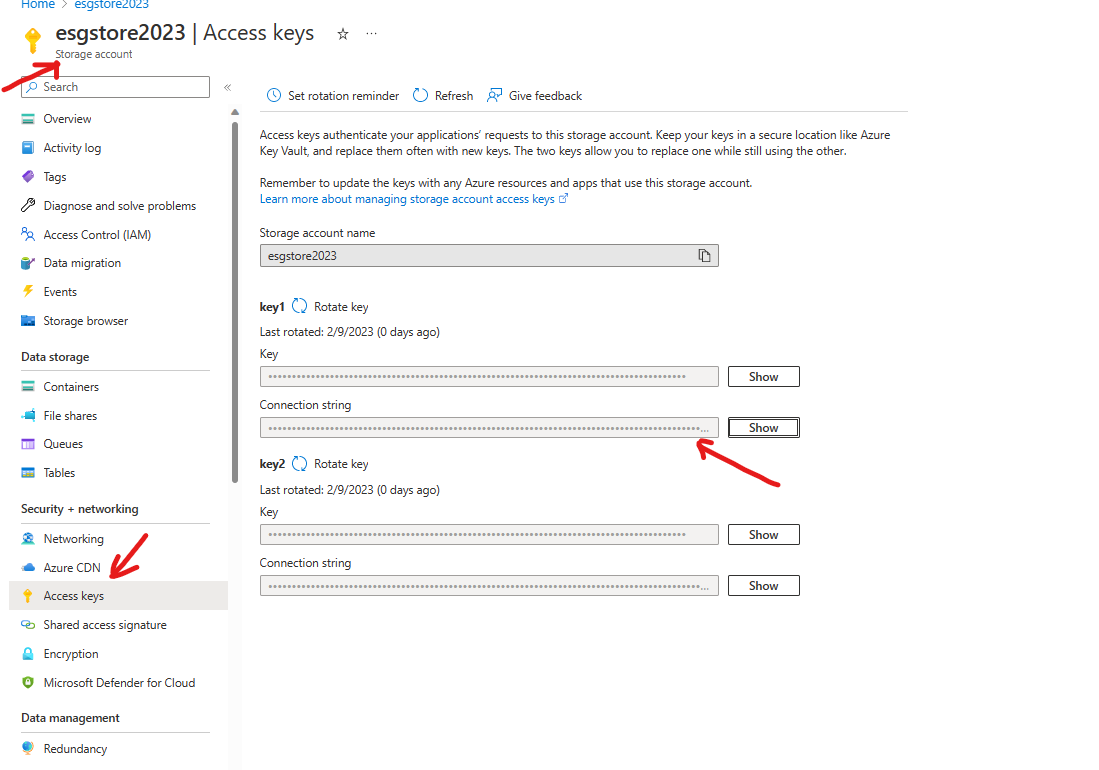 Home > esgstore2023
esgstore2023 | Access keys ☆ ...
Storage account
Search «
Overview
Activity log
Tags
Diagnose and solve problems
Access Control (IAM)
Data migration
Events
Storage browser
Data storage
Containers
File shares
Queues
Tables
Security + networking
Networking
Azure CDN
Access keys
Shared access signature
Encryption
Microsoft Defender for Cloud
Data management
Redundancy
Set rotation reminder Refresh Give feedback
Access keys authenticate your applications' requests to this storage account. Keep your keys in a secure location like Azure
Key Vault, and replace them often with new keys. The two keys allow you to replace one while still using the other.
Remember to update the keys with any Azure resources and apps that use this storage account.
Learn more about managing storage account access keys
Storage account name
esgstore2023
key1 Rotate key
Last rotated: 2/9/2023 (0 days ago)
Key
Show
Connection string
... Show
key2 Rotate key
Last rotated: 2/9/2023 (0 days ago)
Key
Show
Connection string
... Show